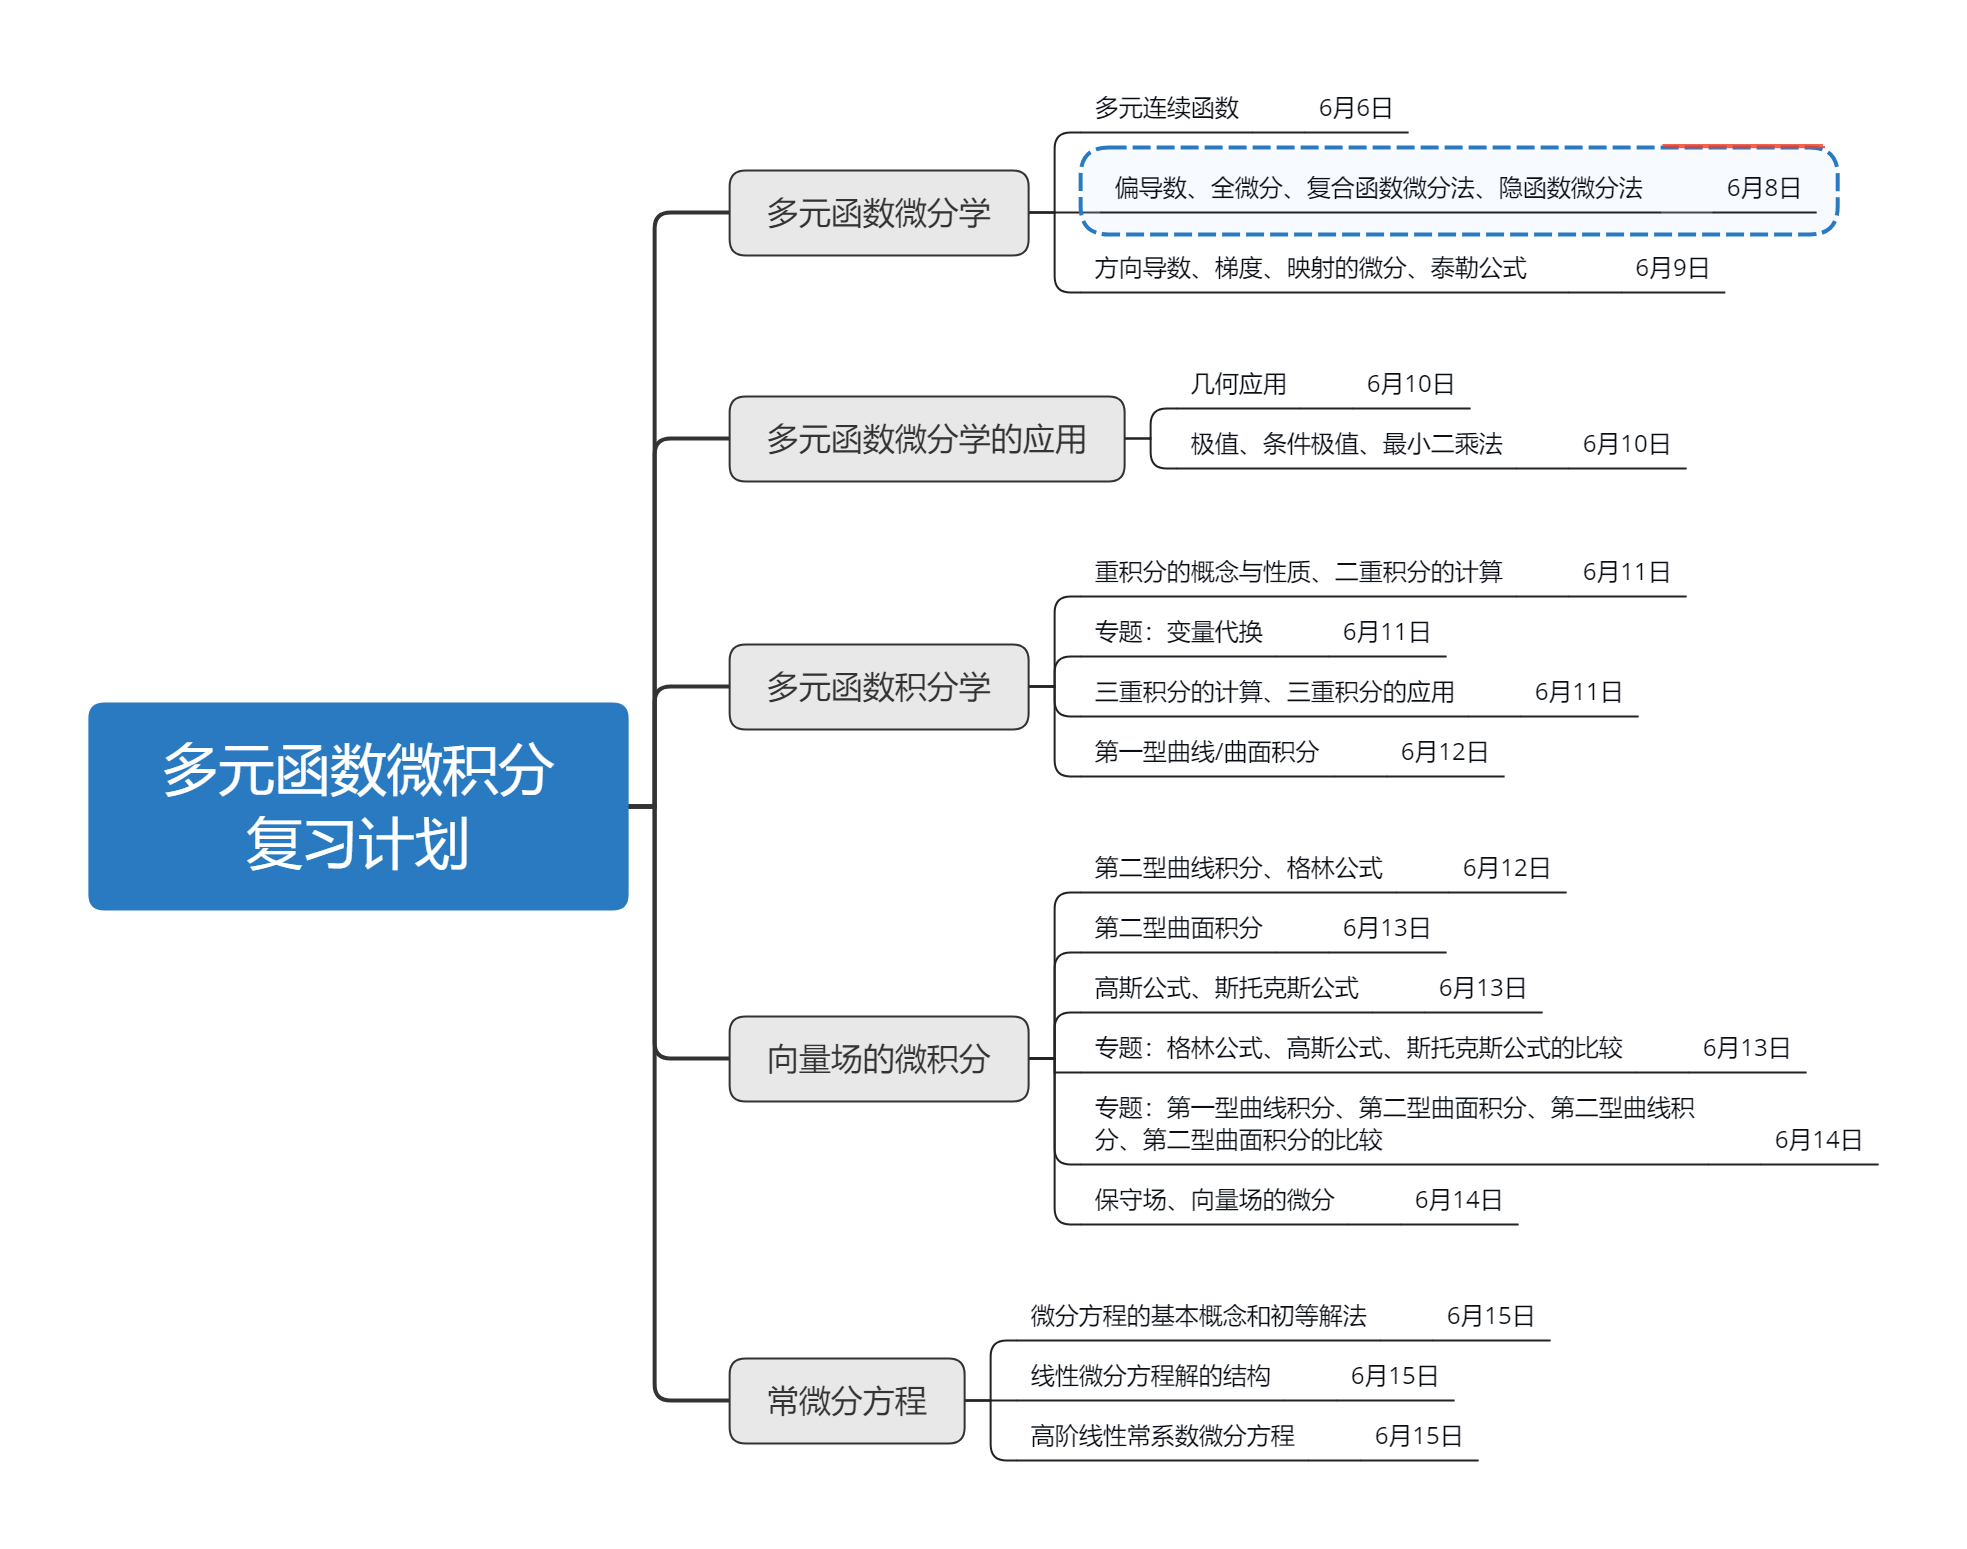 多元函数微积分
复习计划
多元函数微分学
多元连续函数 6月6日
偏导数、全微分、复合函数微分法、隐函数微分法 6月8日
方向导数、梯度、映射的微分、泰勒公式 6月9日
多元函数微分学的应用
几何应用 6月10日
极值、条件极值、最小二乘法 6月10日
多元函数积分学
重积分的概念与性质、二重积分的计算 6月11日
专题：变量代换 6月11日
三重积分的计算、三重积分的应用 6月11日
第一型曲线/曲面积分 6月12日
向量场的微积分
第二型曲线积分、格林公式 6月12日
第二型曲面积分 6月13日
高斯公式、斯托克斯公式 6月13日
专题：格林公式、高斯公式、斯托克斯公式的比较 6月13日
专题：第一型曲线积分、第二型曲面积分、第二型曲线积
分、第二型曲面积分的比较 6月14日
保守场、向量场的微分 6月14日
常微分方程
微分方程的基本概念和初等解法 6月15日
线性微分方程解的结构 6月15日
高阶线性常系数微分方程 6月15日